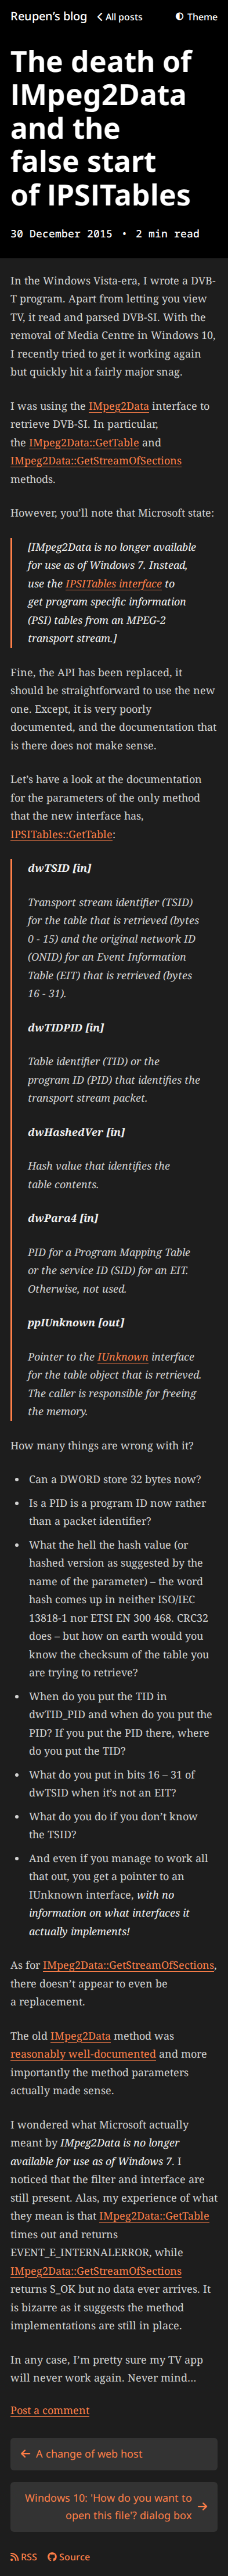 Reupen’s blog
All posts
Theme
The death of
IMpeg2Data
and the
false start
of IPSITables
30 December 2015 • 2 min read
In the Windows Vista-era, I wrote a DVB-
T program. Apart from letting you view
TV, it read and parsed DVB-SI. With the
removal of Media Centre in Windows 10,
I recently tried to get it working again
but quickly hit a fairly major snag.
I was using the IMpeg2Data interface to
retrieve DVB-SI. In particular,
the IMpeg2Data::GetTable and
IMpeg2Data::GetStreamOfSections
methods.
However, you’ll note that Microsoft state:
[IMpeg2Data is no longer available
for use as of Windows 7. Instead,
use the IPSITables interface to
get program specific information
(PSI) tables from an MPEG-2
transport stream.]
Fine, the API has been replaced, it
should be straightforward to use the new
one. Except, it is very poorly
documented, and the documentation that
is there does not make sense.
Let’s have a look at the documentation
for the parameters of the only method
that the new interface has,
IPSITables::GetTable:
dwTSID [in]
Transport stream identifier (TSID)
for the table that is retrieved (bytes
0 - 15) and the original network ID
(ONID) for an Event Information
Table (EIT) that is retrieved (bytes
16 - 31).
dwTIDPID [in]
Table identifier (TID) or the
program ID (PID) that identifies the
transport stream packet.
dwHashedVer [in]
Hash value that identifies the
table contents.
dwPara4 [in]
PID for a Program Mapping Table
or the service ID (SID) for an EIT.
Otherwise, not used.
ppIUnknown [out]
Pointer to the IUnknown interface
for the table object that is retrieved.
The caller is responsible for freeing
the memory.
How many things are wrong with it?
• Can a DWORD store 32 bytes now?
• Is a PID is a program ID now rather
than a packet identifier?
• What the hell the hash value (or
hashed version as suggested by the
name of the parameter) – the word
hash comes up in neither ISO/IEC
13818-1 nor ETSI EN 300 468. CRC32
does – but how on earth would you
know the checksum of the table you
are trying to retrieve?
• When do you put the TID in
dwTID_PID and when do you put the
PID? If you put the PID there, where
do you put the TID?
• What do you put in bits 16 – 31 of
dwTSID when it’s not an EIT?
• What do you do if you don’t know
the TSID?
• And even if you manage to work all
that out, you get a pointer to an
IUnknown interface, with no
information on what interfaces it
actually implements!
As for IMpeg2Data::GetStreamOfSections,
there doesn’t appear to even be
a replacement.
The old IMpeg2Data method was
reasonably well-documented and more
importantly the method parameters
actually made sense.
I wondered what Microsoft actually
meant by IMpeg2Data is no longer
available for use as of Windows 7. I
noticed that the filter and interface are
still present. Alas, my experience of what
they mean is that IMpeg2Data::GetTable
times out and returns
EVENT_E_INTERNALERROR, while
IMpeg2Data::GetStreamOfSections
returns S_OK but no data ever arrives. It
is bizarre as it suggests the method
implementations are still in place.
In any case, I’m pretty sure my TV app
will never work again. Never mind…
Post a comment
← A change of web host
Windows 10: 'How do you want to
open this file'? dialog box →
RSS
Source